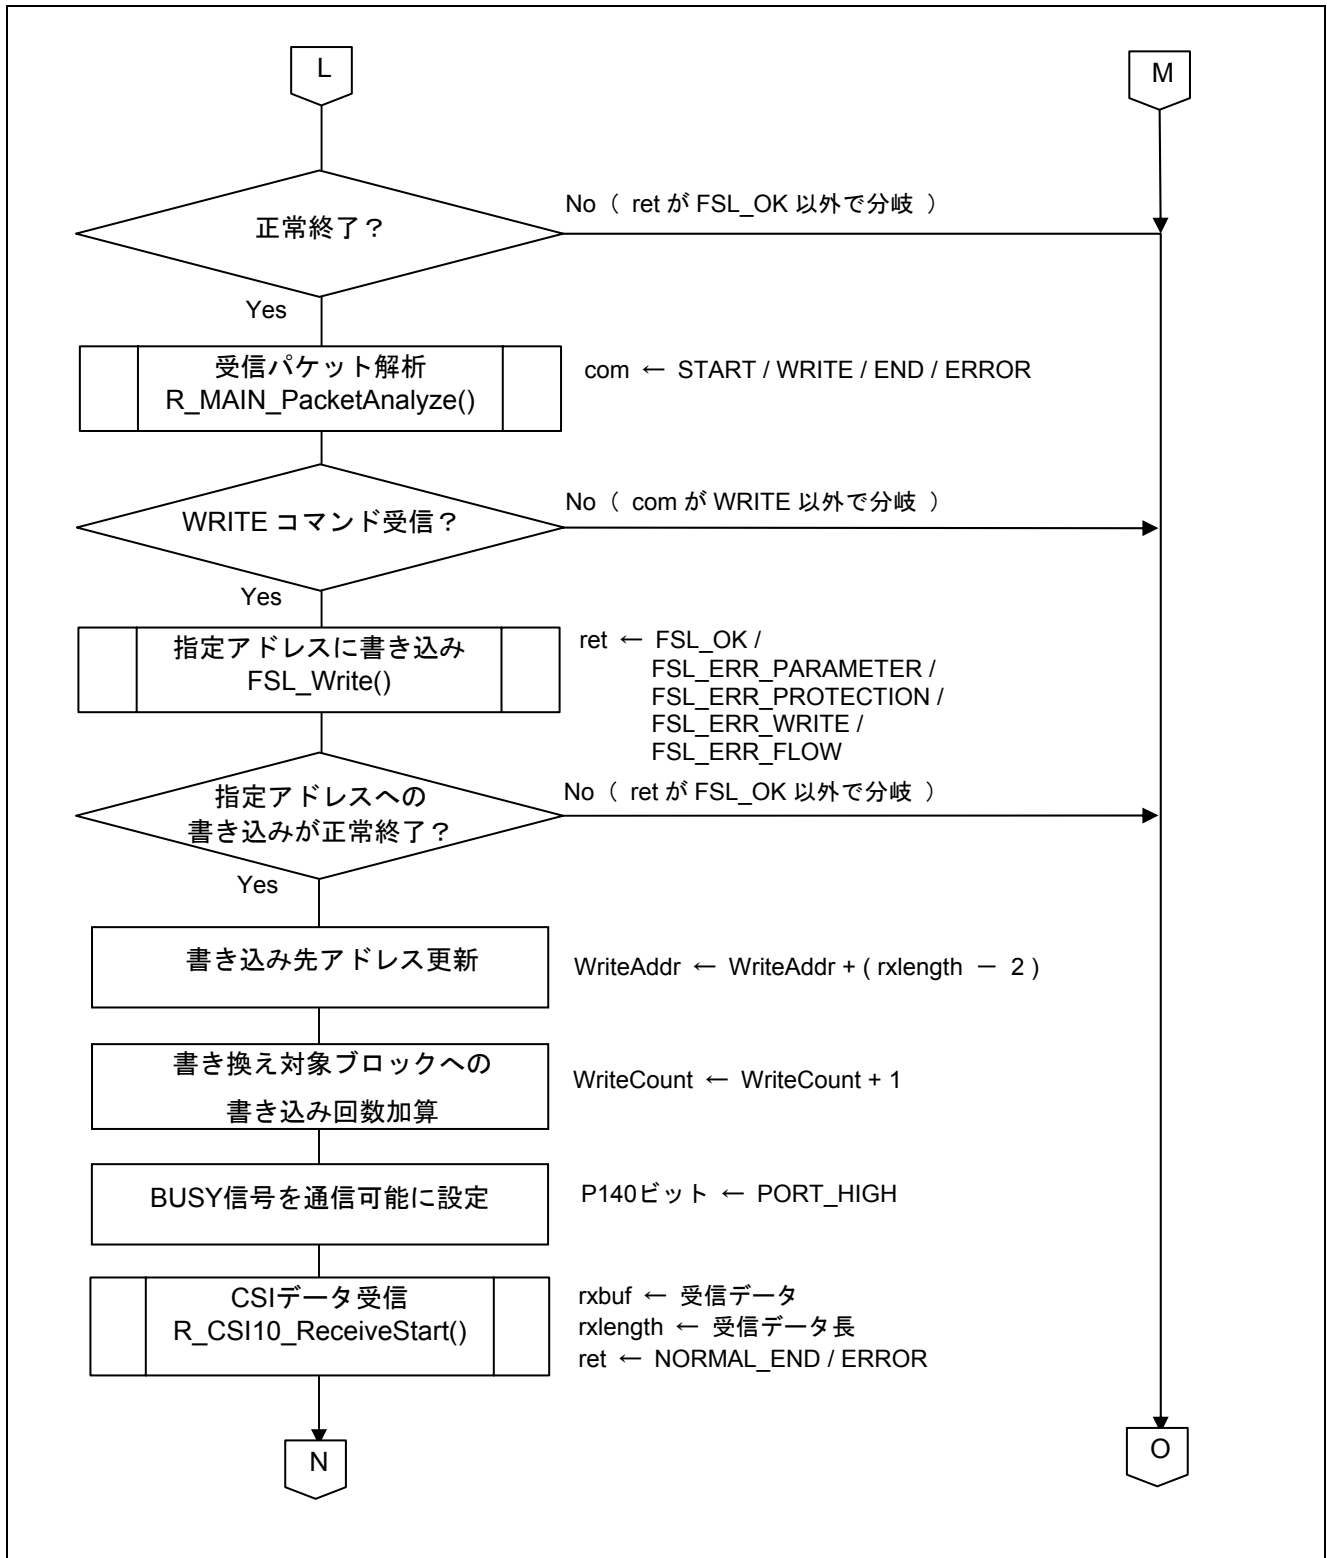 L
M
正常終了?
No( ret が FSL_OK 以外で分岐 )
Yes
受信パケット解析
R_MAIN_PacketAnalyze()
com ← START / WRITE / END / ERROR
WRITE コマンド受信?
No( com が WRITE 以外で分岐 )
Yes
指定アドレスに書き込み
FSL_Write()
ret ← FSL_OK /
FSL_ERR_PARAMETER /
FSL_ERR_PROTECTION /
FSL_ERR_WRITE /
FSL_ERR_FLOW
指定アドレスへの
書き込みが正常終了?
No( ret が FSL_OK 以外で分岐 )
Yes
書き込み先アドレス更新
WriteAddr ← WriteAddr + ( rxlength － 2 )
書き換え対象ブロックへの
書き込み回数加算
WriteCount ← WriteCount + 1
BUSY信号を通信可能に設定
P140ビット ← PORT_HIGH
CSIデータ受信
R_CSI10_ReceiveStart()
rxbuf ← 受信データ
rxlength ← 受信データ長
ret ← NORMAL_END / ERROR
N
O